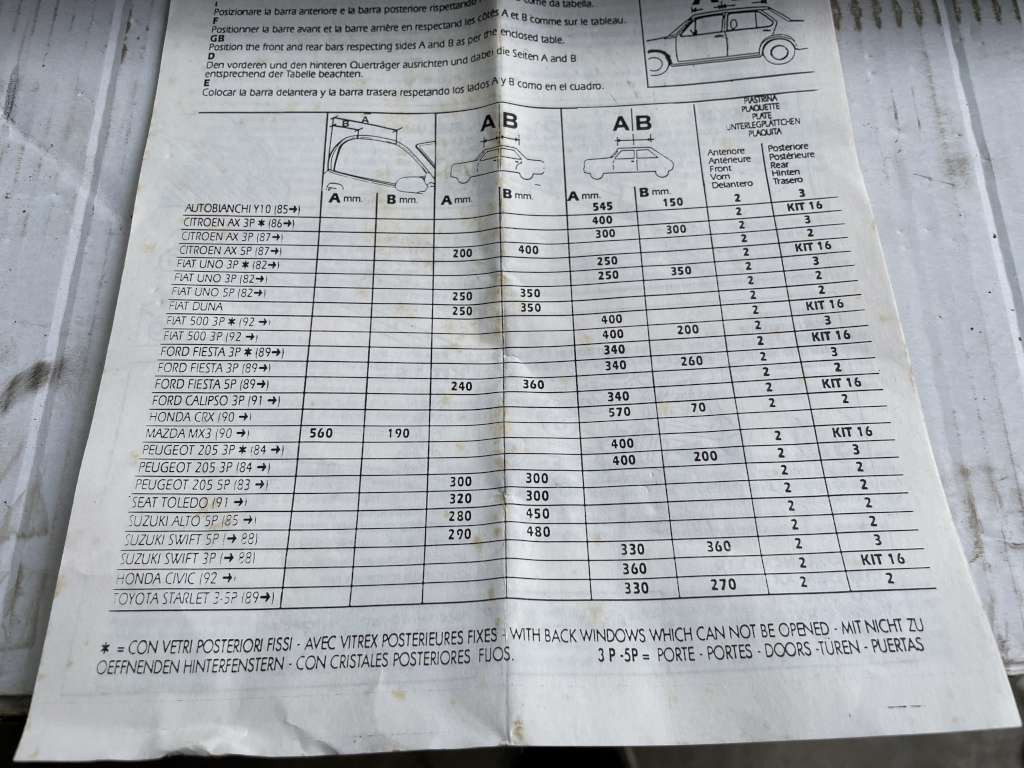 I
Posizionare la barra anteriore e la barra posteriore rispettando come da tabella.
F
Positionner la barre avant et la barre arrière en respectand les côtés A et B comme sur le tableau.
GB
Position the front and rear bars respecting sides A and B as per the enclosed table.
D
Den vorderen und den hinteren Querträger ausrichten und dabei die Seiten A and B
entsprechend der Tabelle beachten.
E
Colocar la barra delantera y la barra trasera respetando los lados A y B como en el cuadro.
PIASTRINA
PLAQUETTE
PLATE
UNTERLEGPLÄTTCHEN
PLAQUITA
A B A B A B
Anteriore Posteriore
Antérieure Postérieure
Front Rear
Vorn Hinten
Delantero Trasero
A mm. B mm. A mm. B mm. A mm. B mm.
AUTOBIANCHI Y10 (85→) 545 150 2 3
CITROEN AX 3P * (86→) 400 2 KIT 16
CITROEN AX 3P (87→) 300 300 2 3
CITROEN AX 5P (87→) 200 400 2 2
FIAT UNO 3P * (82→) 250 2 KIT 16
FIAT UNO 3P (82→) 250 350 2 3
FIAT UNO 5P (82→) 250 350 2 2
FIAT DUNA 250 350 2 2
FIAT 500 3P * (92 →) 400 2 KIT 16
FIAT 500 3P (92 →) 400 200 2 3
FORD FIESTA 3P * (89→) 340 2 KIT 16
FORD FIESTA 3P (89→) 340 260 2 3
FORD FIESTA 5P (89→) 240 360 2 2
FORD CALIPSO 3P (91 →) 340 2 KIT 16
HONDA CRX (90 →) 570 70 2 2
MAZDA MX3 (90 →) 560 190
PEUGEOT 205 3P * (84 →) 400 2 KIT 16
PEUGEOT 205 3P (84 →) 400 200 2 3
PEUGEOT 205 5P (83 →) 300 300 2 2
SEAT TOLEDO (91 →) 320 300 2 2
SUZUKI ALTO 5P (85 →) 280 450 2 2
SUZUKI SWIFT 5P (→ 88) 290 480 2 2
SUZUKI SWIFT 3P (→ 88) 330 360 2 3
HONDA CIVIC (92 →) 360 2 KIT 16
TOYOTA STARLET 3-5P (89→) 330 270 2 2
* = CON VETRI POSTERIORI FISSI - AVEC VITREX POSTERIEURES FIXES - WITH BACK WINDOWS WHICH CAN NOT BE OPENED - MIT NICHT ZU
OEFFNENDEN HINTERFENSTERN - CON CRISTALES POSTERIORES FIJOS. 3 P -5P = PORTE - PORTES - DOORS -TÜREN - PUERTAS